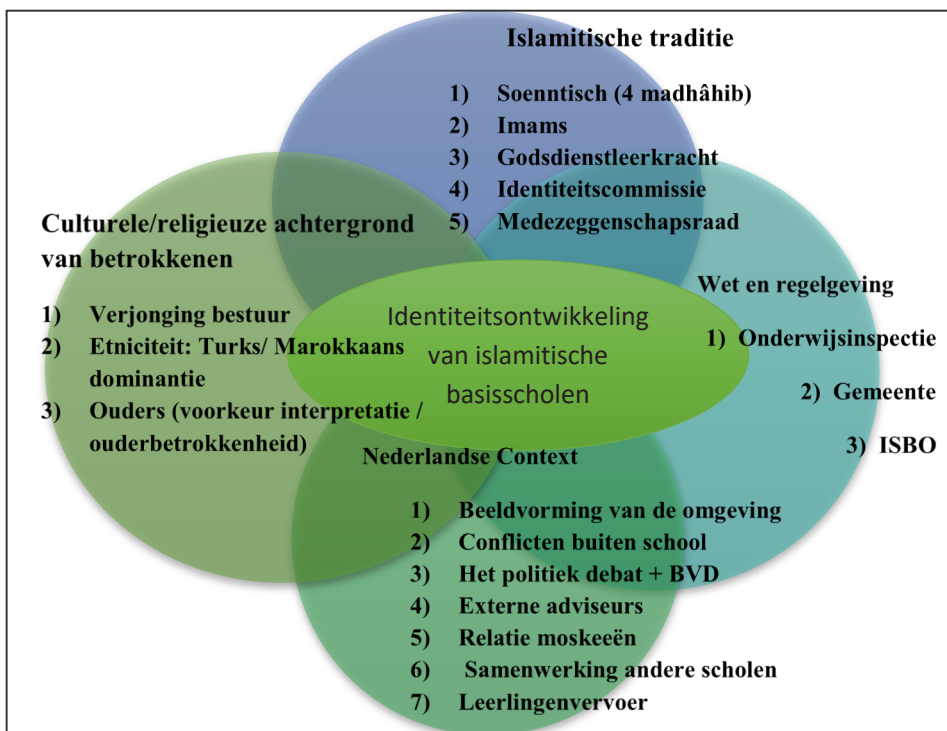 Islamitische traditie
1) Soenntisch (4 madhâhib)
2) Imams
3) Godsdienstleerkracht
4) Identiteitscommissie
5) Medezeggenschapsraad
Culturele/religieuze achtergrond
van betrokkenen
1) Verjonging bestuur
2) Etniciteit: Turks/ Marokkaans
dominantie
3) Ouders (voorkeur interpretatie /
ouderbetrokkenheid)
Identiteitsontwikkeling
van islamitische
basisscholen
Wet en regelgeving
1) Onderwijsinspectie
2) Gemeente
3) ISBO
Nederlandse Context
1) Beeldvorming van de omgeving
2) Conflicten buiten school
3) Het politiek debat + BVD
4) Externe adviseurs
5) Relatie moskeeën
6) Samenwerking andere scholen
7) Leerlingenvervoer